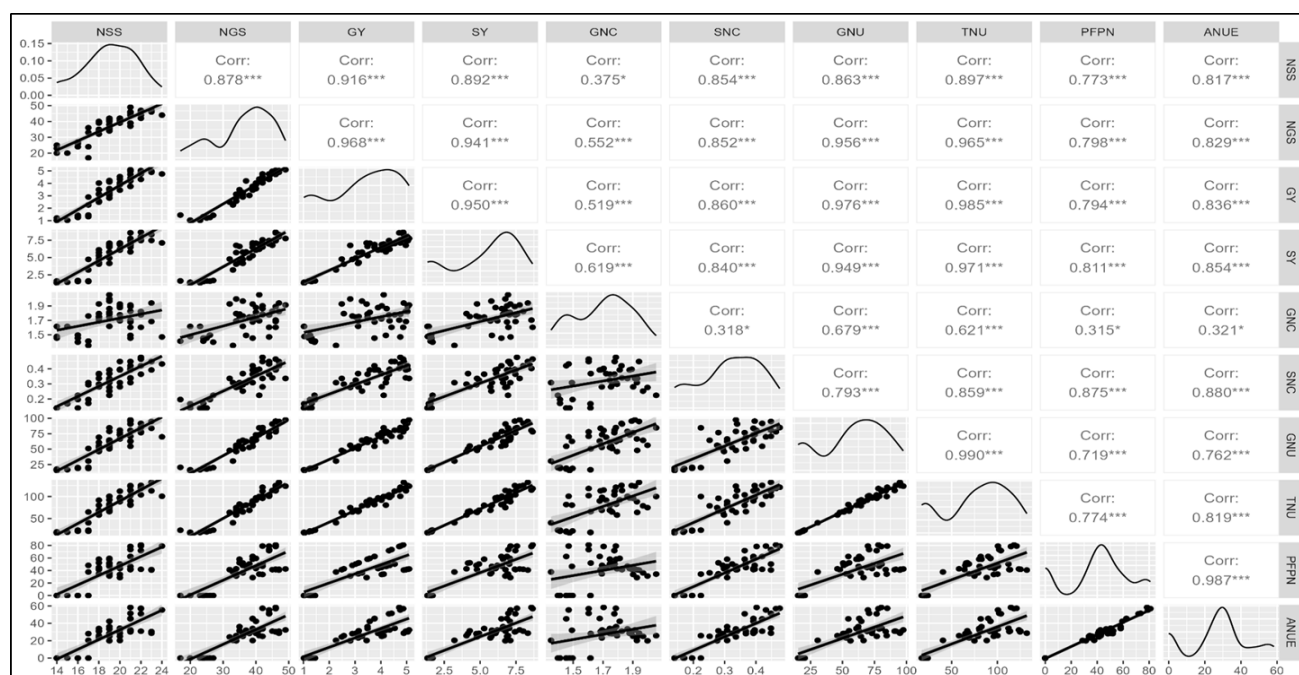 NSS NGS GY SY GNC SNC GNU TNU PFPN ANUE
0.15
0.10
0.05
0.00
Corr: Corr: Corr: Corr: Corr: Corr: Corr: Corr: Corr:
0.878*** 0.916*** 0.892*** 0.375* 0.854*** 0.863*** 0.897*** 0.773*** 0.817***
NSS
50
40
30
20
Corr: Corr: Corr: Corr: Corr: Corr: Corr: Corr:
0.968*** 0.941*** 0.552*** 0.852*** 0.956*** 0.965*** 0.798*** 0.829***
NGS
5
4
3
2
1
Corr: Corr: Corr: Corr: Corr: Corr: Corr:
0.950*** 0.519*** 0.860*** 0.976*** 0.985*** 0.794*** 0.836***
GY
7.5
5.0
2.5
Corr: Corr: Corr: Corr: Corr: Corr:
0.619*** 0.840*** 0.949*** 0.971*** 0.811*** 0.854***
SY
1.9
1.7
1.5
Corr: Corr: Corr: Corr: Corr:
0.318* 0.679*** 0.621*** 0.315* 0.321*
GNC
0.4
0.3
0.2
Corr: Corr: Corr: Corr:
0.793*** 0.859*** 0.875*** 0.880***
SNC
100
75
50
25
Corr: Corr: Corr:
0.990*** 0.719*** 0.762***
GNU
100
50
Corr: Corr:
0.774*** 0.819***
TNU
80
60
40
20
0
Corr:
0.987***
PFPN
60
40
20
0
ANUE
14 16 18 20 22 24 20 30 40 50 1 2 3 4 5 2.5 5.0 7.5 1.5 1.7 1.9 0.2 0.3 0.4 25 50 75 100 50 100 0 20 40 60 80 0 20 40 60